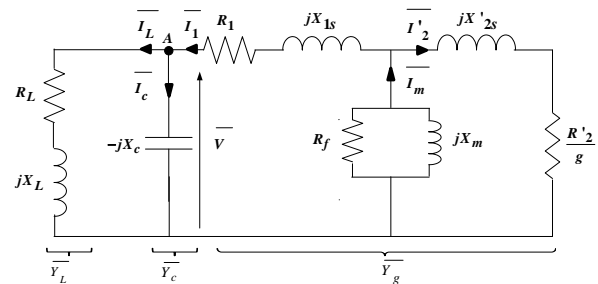 I_L I_1 R_1 jX_1s I'_2 jX'_2s
A
R_L I_c I_m
-jX_c V R_f jX_m R'_2
g
jX_L
Y_L Y_c Y_g